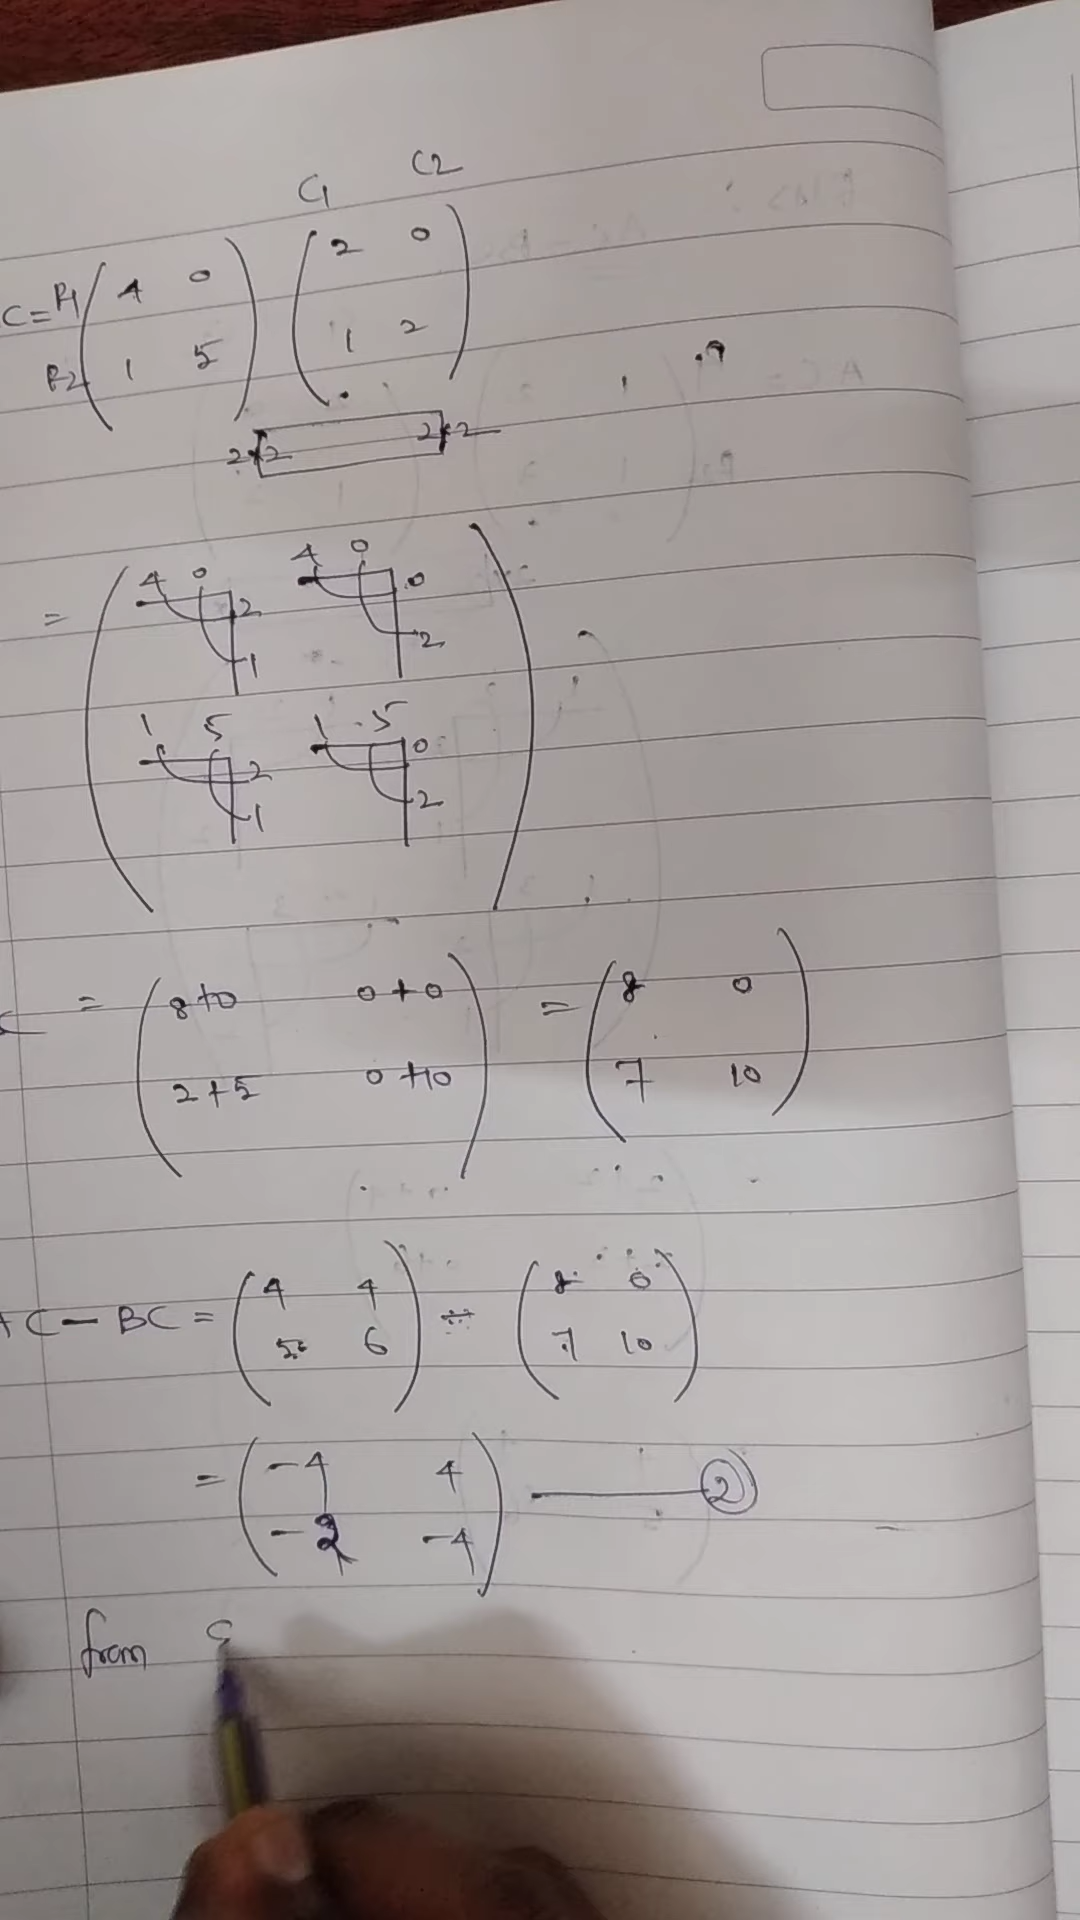 C1 C2
C = R1 ( 4 0 ) ( 2 0 )
R2 ( 1 5 ) ( 1 2 )
2×2 2×2
= ( 4 0 2 1 4 0 0 2 )
( 1 5 2 1 1 5 0 2 )
C = ( 8+0 0+0 ) = ( 8 0 )
( 2+5 0+10 ) ( 7 10 )
C - BC = ( 4 4 ) - ( 8 0 )
( 5 6 ) ( 7 10 )
= ( -4 4 ) 2
( -2 -4 )
from